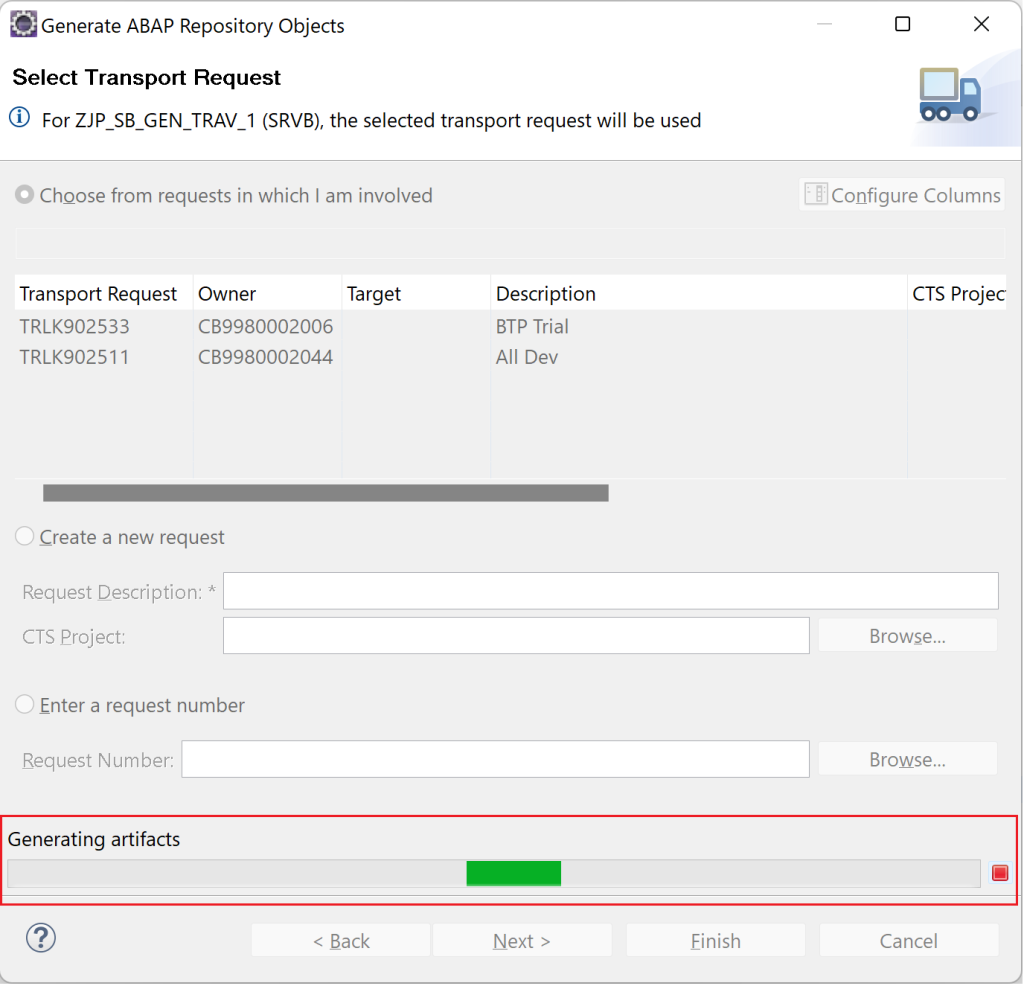 Generate ABAP Repository Objects
Select Transport Request
For ZJP_SB_GEN_TRAV_1 (SRVB), the selected transport request will be used
Choose from requests in which I am involved
Configure Columns
Transport Request Owner Target Description CTS Projec
TRLK902533 CB9980002006 BTP Trial
TRLK902511 CB9980002044 All Dev
Create a new request
Request Description: *
CTS Project: Browse...
Enter a request number
Request Number: Browse...
Generating artifacts
? < Back Next > Finish Cancel